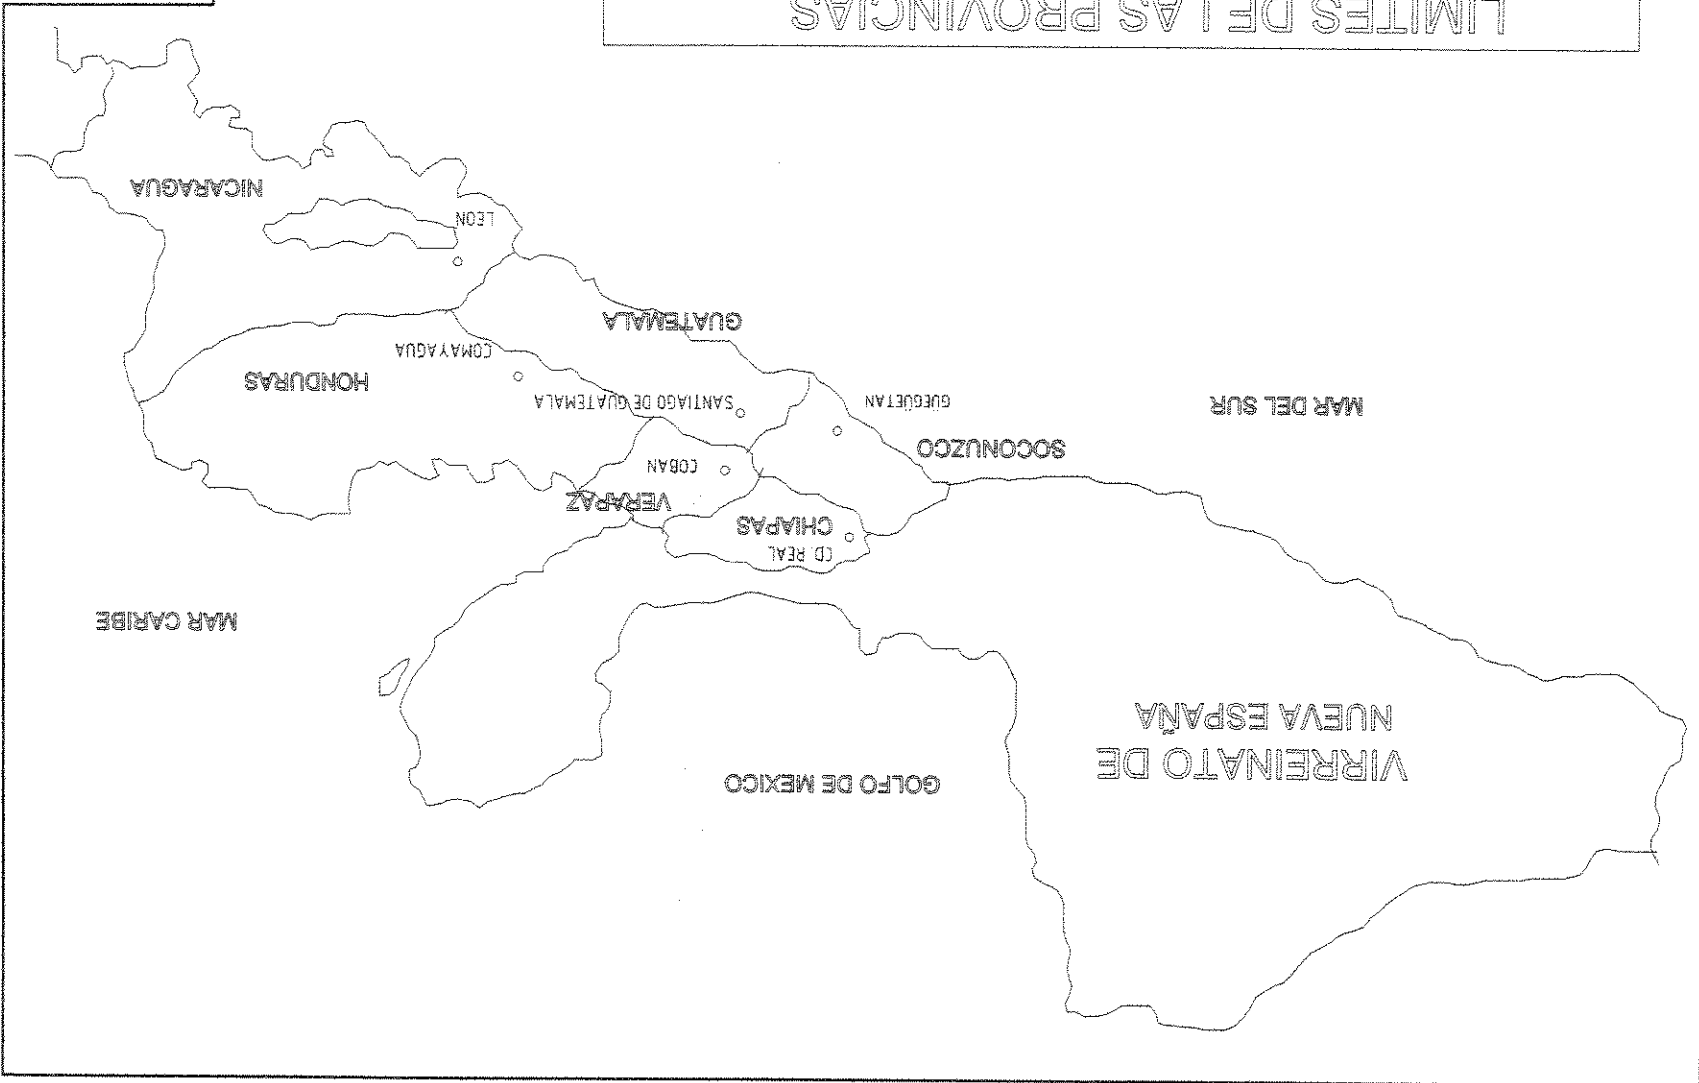 VIRREINATO DE
NUEVA ESPAÑA
GOLFO DE MEXICO
MAR CARIBE
CD. REAL
CHIAPAS
VERAPAZ
COBAN
SOCONUZCO
GÜEGÜETAN
MAR DEL SUR
SANTIAGO DE GUATEMALA
HONDURAS
COMAYAGUA
GUATEMALA
LEON
NICARAGUA
LIMITES DE LAS PROVINCIAS